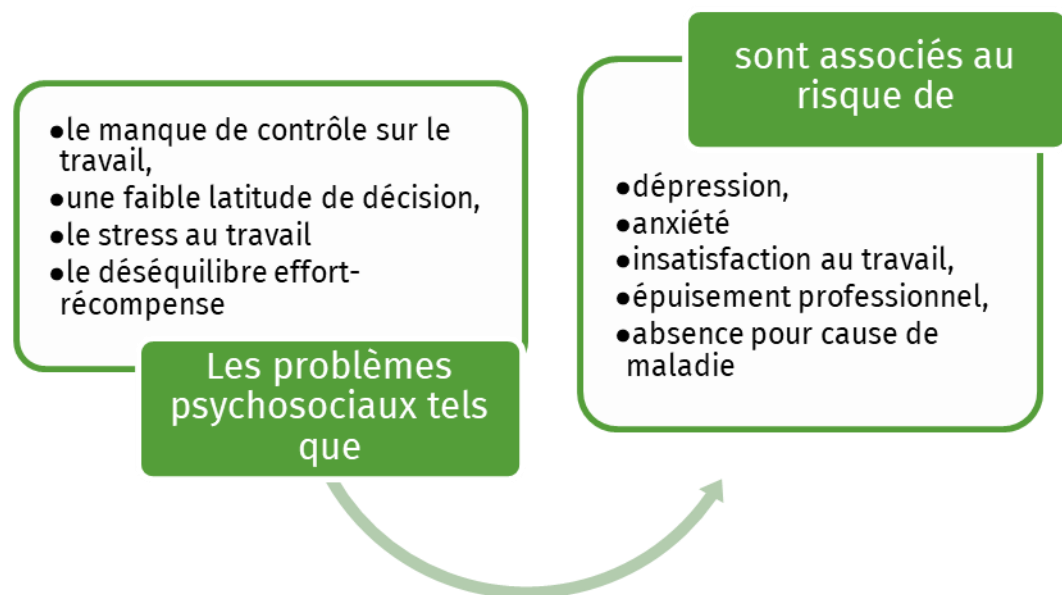 ●le manque de contrôle sur le
travail,
●une faible latitude de décision,
●le stress au travail
●le déséquilibre effort-
récompense
Les problèmes
psychosociaux tels
que
sont associés au
risque de
●dépression,
●anxiété
●insatisfaction au travail,
●épuisement professionnel,
●absence pour cause de
maladie